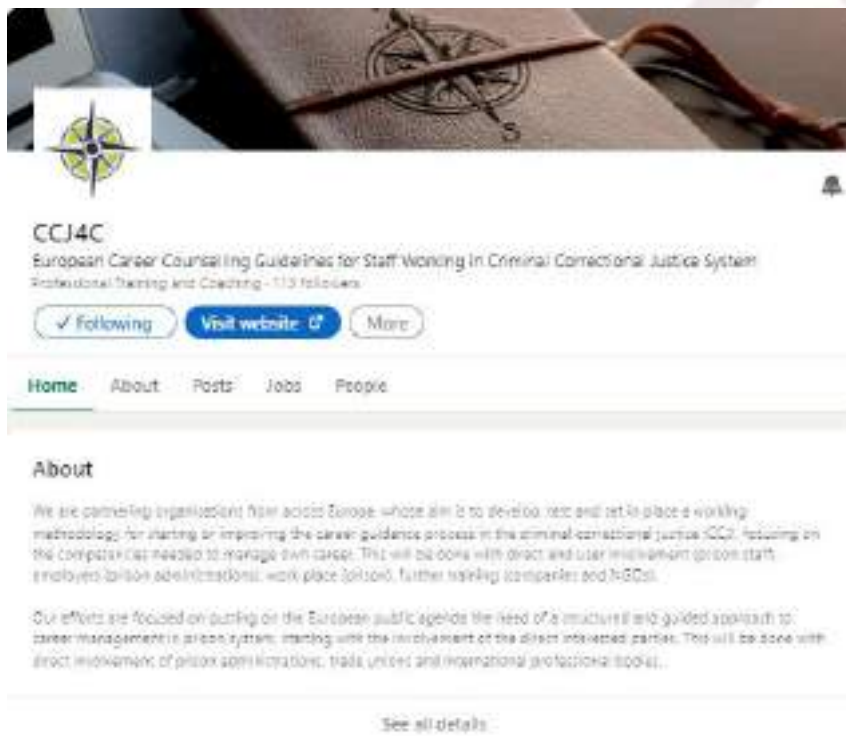 S
CCJ4C
European Career Counselling Guidelines for Staff Working in Criminal Correctional Justice System
Professional Training and Coaching - 113 followers
✓ Following
Visit website
More
Home About Posts Jobs People
About
We are partnering organisations from across Europe whose aim is to develop, test and set in place a working
methodology for starting or improving the career guidance process in the criminal correctional justice (CCJ), focusing on
the competencies needed to manage own career. This will be done with direct end user involvement (prison staff,
employers (prison administrations), work place (prison), further training companies and NGOs).
Our efforts are focused on putting on the European public agenda the need of a structured and guided approach to
career management in prison system, starting with the involvement of the direct interested parties. This will be done with
direct involvement of prison administrations, trade unions and international professional bodies.
See all details